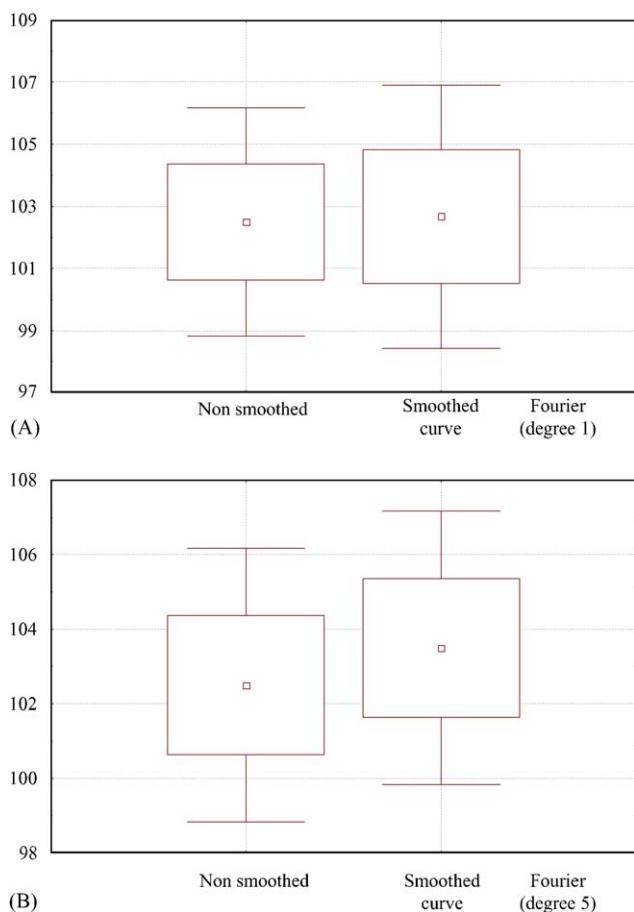 109
107
105
103
101
99
97
Non smoothed Smoothed Fourier
curve (degree 1)
(A)
108
106
104
102
100
98
Non smoothed Smoothed Fourier
curve (degree 5)
(B)